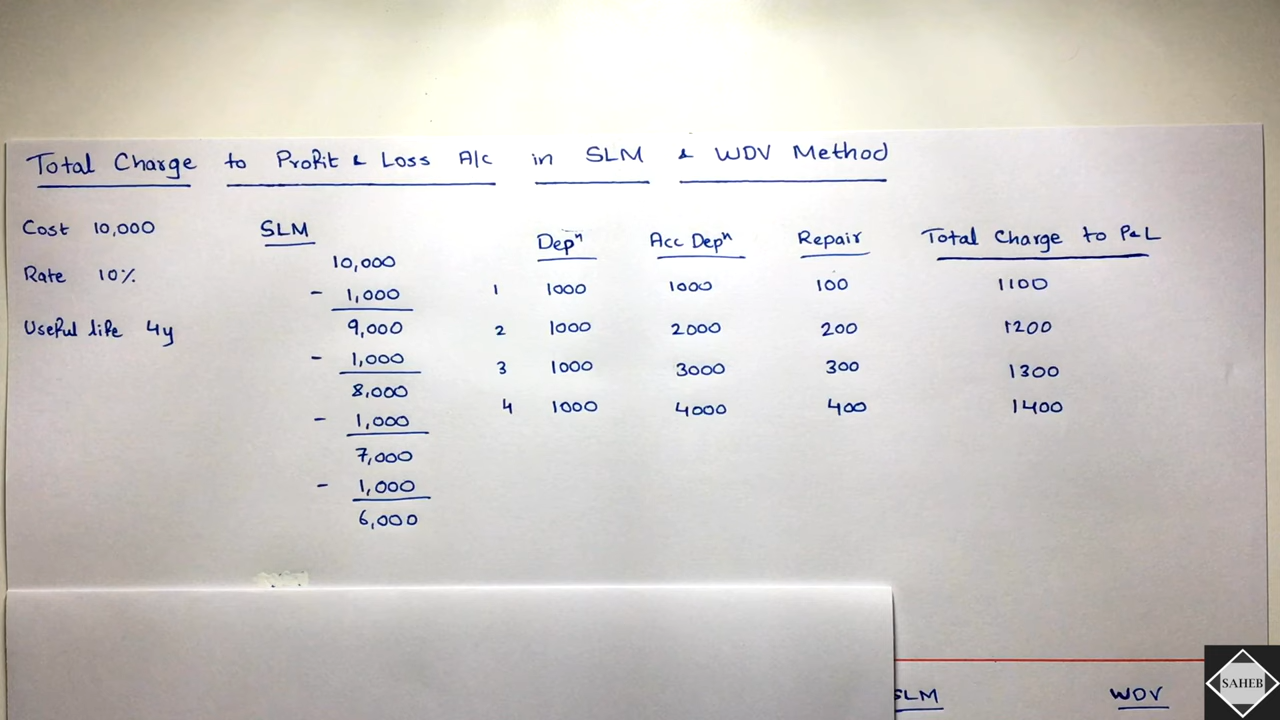 Total Charge to Profit & Loss A/c in SLM & WDV Method
Cost 10,000
Rate 10%
Useful life 4y
SLM
10,000
- 1,000
9,000
- 1,000
8,000
- 1,000
7,000
- 1,000
6,000
Depn Acc Depn Repair Total Charge to P&L
1 1000 1000 100 1100
2 1000 2000 200 1200
3 1000 3000 300 1300
4 1000 4000 400 1400
SLM WDV
SAHEB